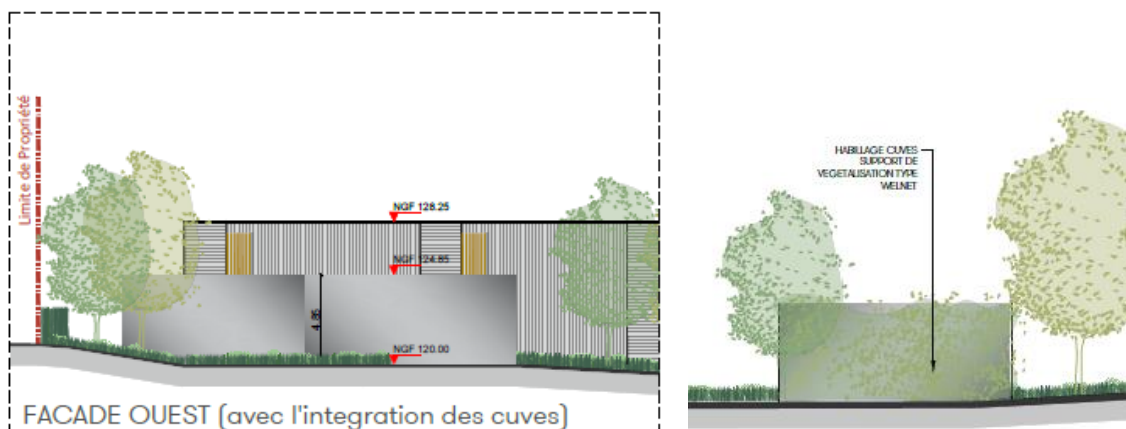 Limite de Propriété
NGF 128.25
NGF 124.85
4.85
NGF 120.00
FACADE OUEST (avec l'integration des cuves)
HABILLAGE CUVES
SUPPORT DE
VEGETALISATION TYPE
WELNET